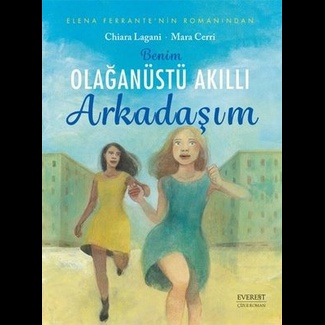 ELENA FERRANTE'NİN ROMANINDAN
Chiara Lagani • Mara Cerri
Benim
OLAĞANÜSTÜ AKILLI
Arkadaşım
EVEREST
ÇİZGİ ROMAN